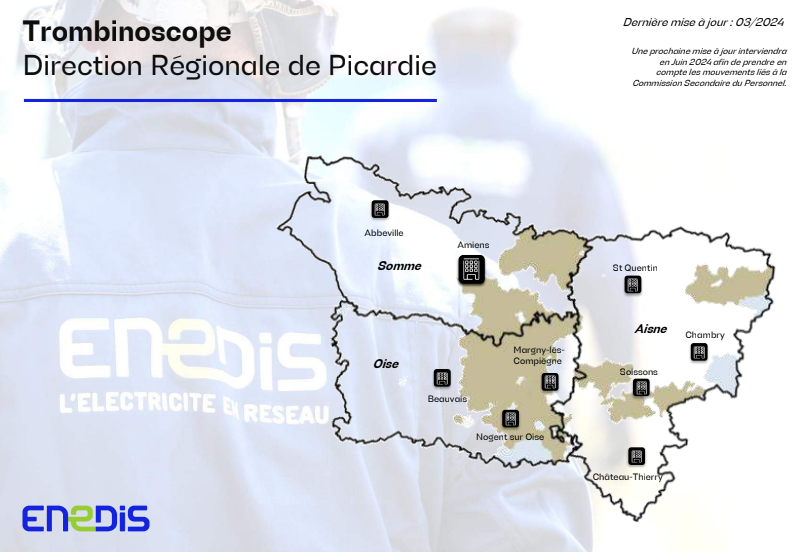 Trombinoscope
Direction Régionale de Picardie
Dernière mise à jour : 03/2024
Une prochaine mise à jour interviendra
en Juin 2024 afin de prendre en
compte les mouvements liés à la
Commission Secondaire du Personnel.
Abbeville
Amiens
Somme
St Quentin
Aisne
Chambry
Oise
Margny-lès-
Compiègne
Soissons
Beauvais
Nogent sur Oise
Château-Thierry
ENEDIS
L'ELECTRICITE EN RESEAU
ENEDIS